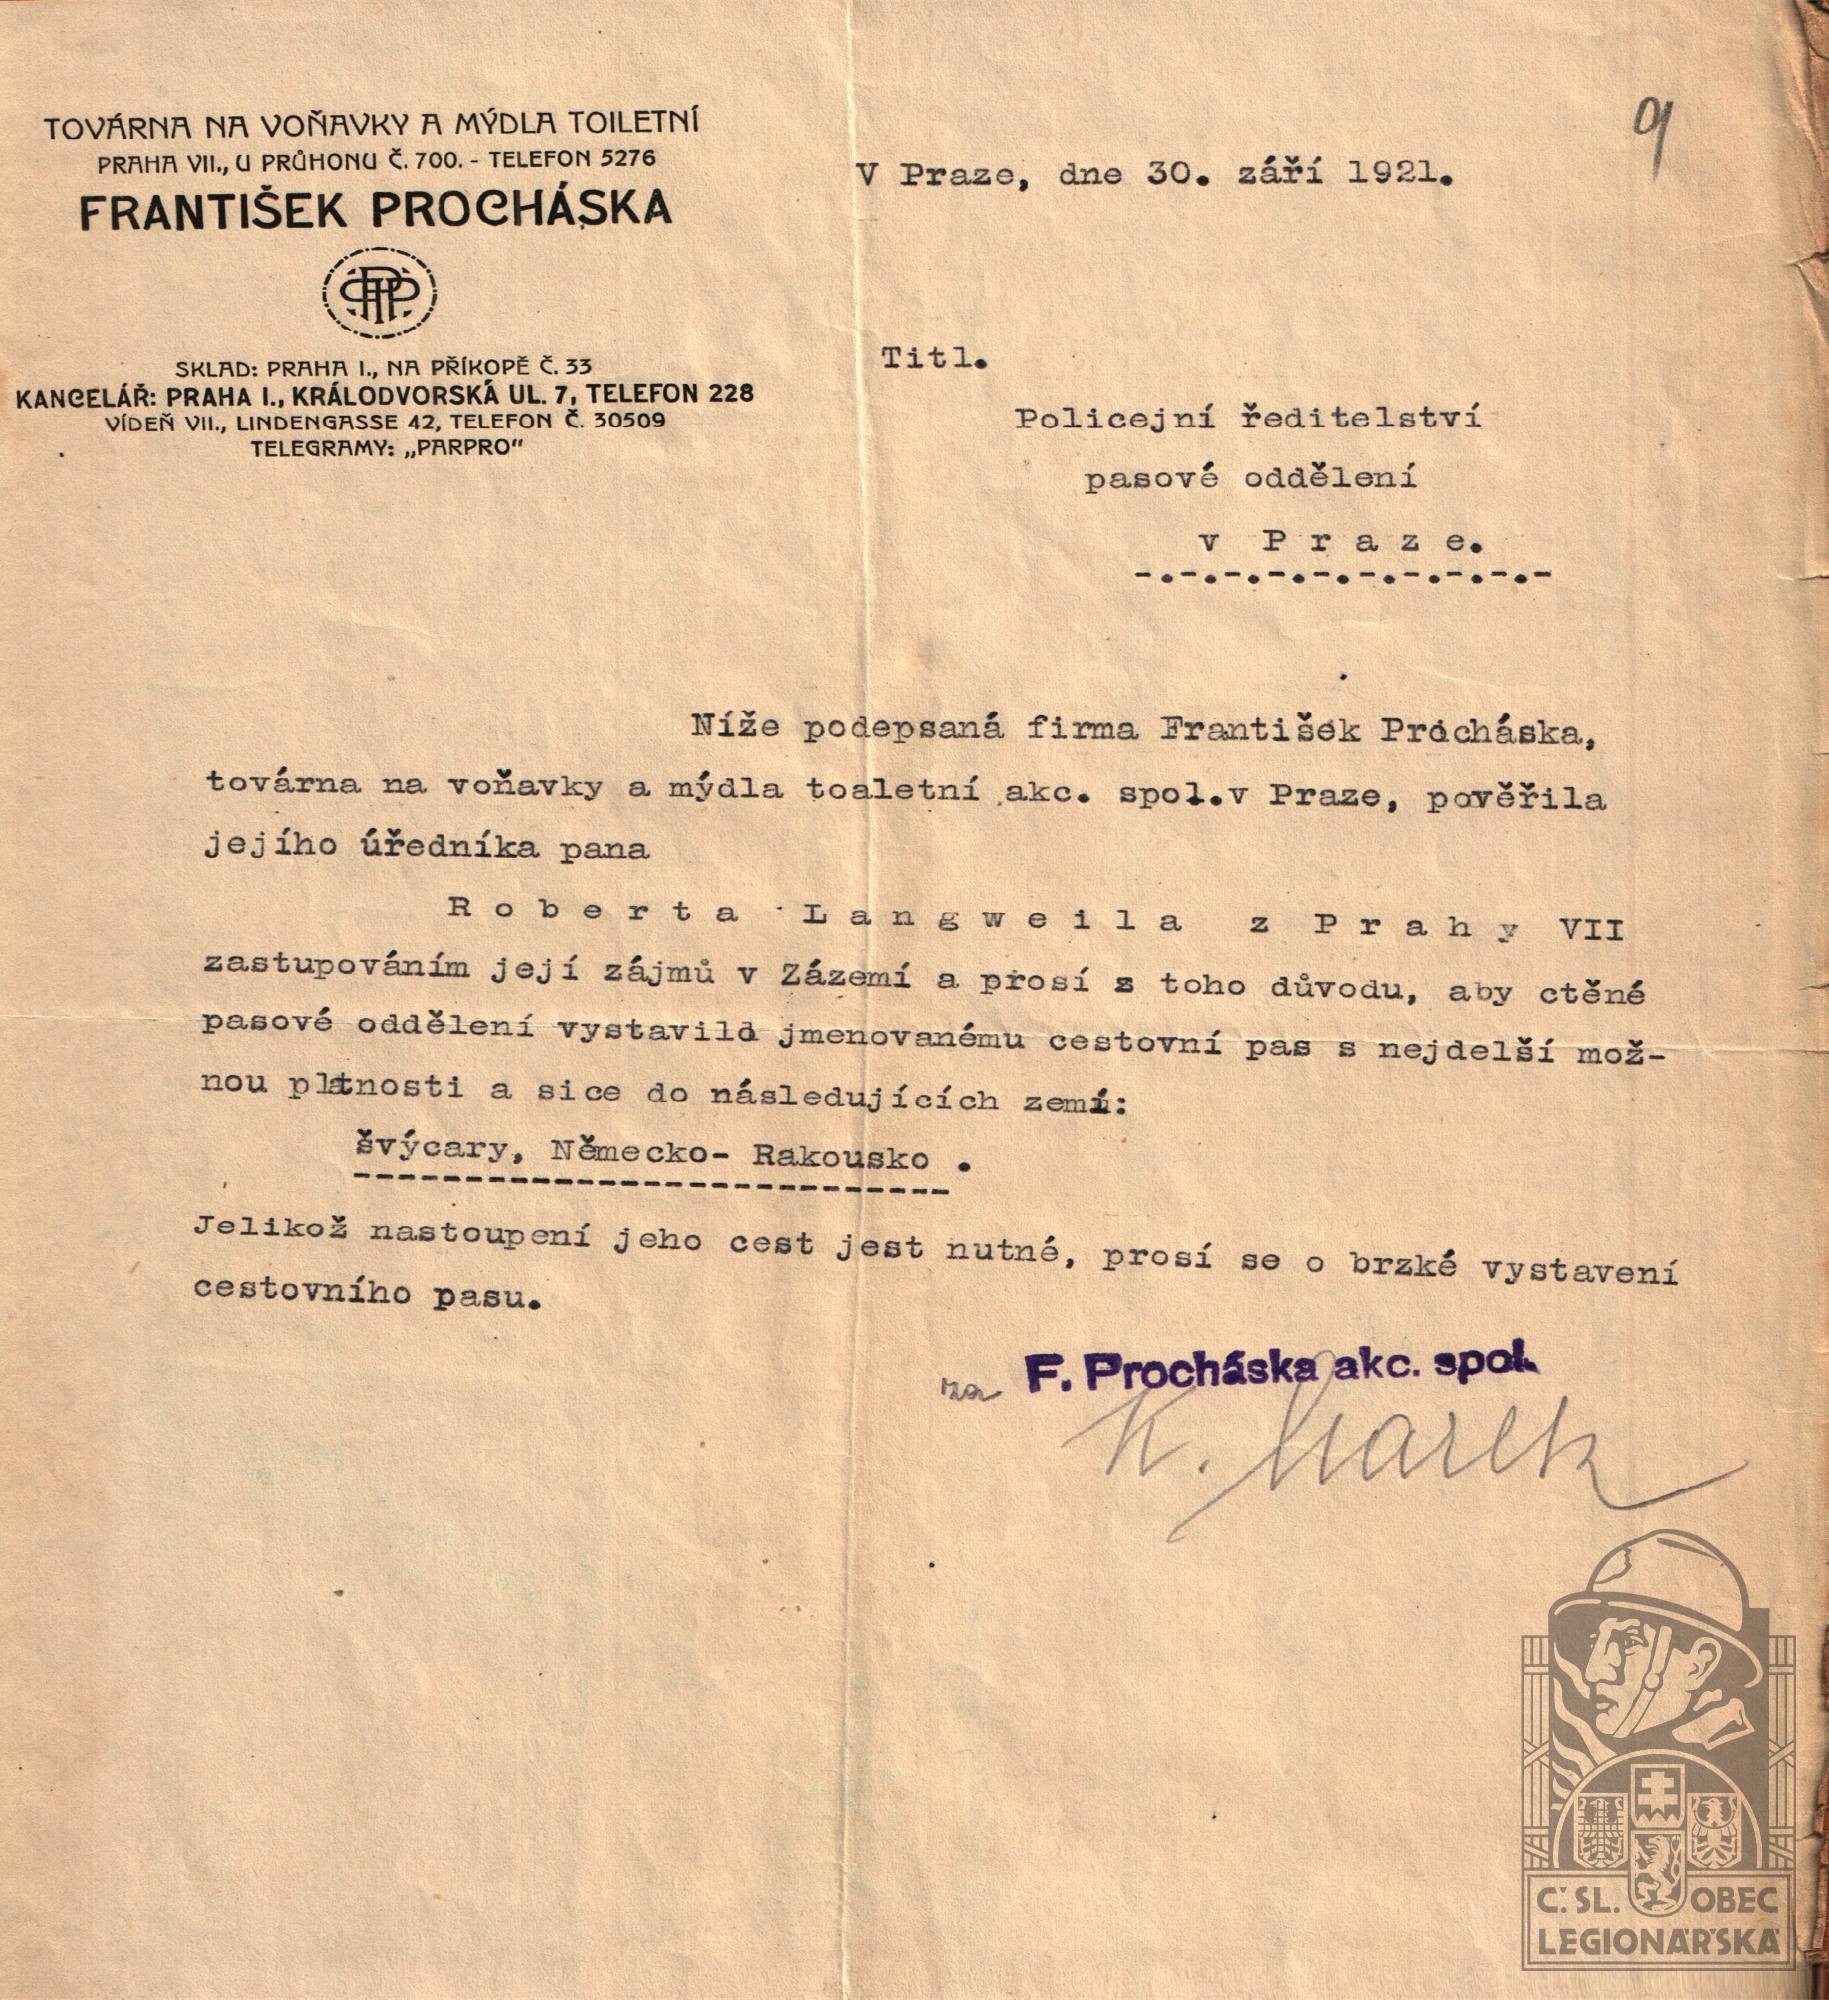 TOVÁRNA NA VOŇAVKY A MÝDLA TOILETNÍ
PRAHA VII., U PRŮHONU Č. 700. - TELEFON 5276
FRANTIŠEK PROCHÁSKA
SKLAD: PRAHA I., NA PŘÍKOPĚ Č. 33
KANCELÁŘ: PRAHA I., KRÁLODVORSKÁ UL. 7, TELEFON 228
VÍDEŇ VII., LINDENGASSE 42, TELEFON Č. 30509
TELEGRAMY: „PARPRO"
9
V Praze, dne 30. září 1921.
Titl.
Policejní ředitelství
pasové oddělení
v P r a z e.
-.-.-.-.-.-.-.-.-.-
Níže podepsaná firma František Procháska,
továrna na voňavky a mýdla toaletní akc. spol.v Praze, pověřila
jejího úředníka pana
R o b e r t a L a n g w e i l a z P r a h y VII
zastupováním její zájmů v Zázemí a prosí z toho důvodu, aby ctěné
pasové oddělení vystavilo jmenovanému cestovní pas s nejdelší mož-
nou platnosti a sice do následujících zemí:
švýcary, Německo- Rakousko .
---------------------------
Jelikož nastoupení jeho cest jest nutné, prosí se o brzké vystavení
cestovního pasu.
za F. Procháska akc. spol.
K. Marek
Č.SL. OBEC
LEGIONÁŘSKÁ